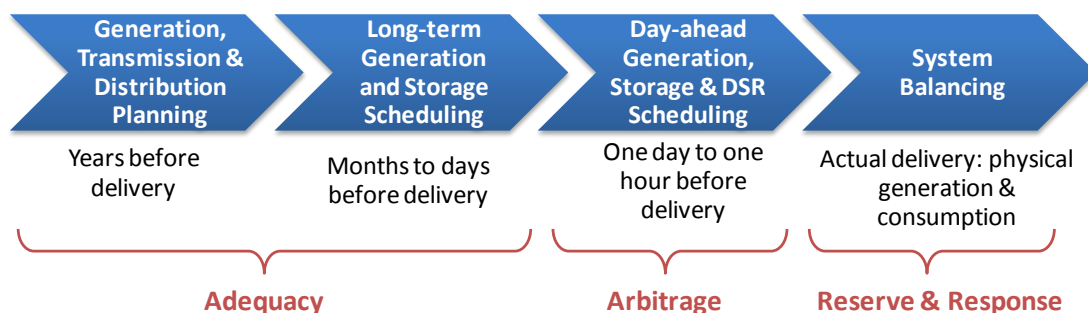 Generation,
Transmission &
Distribution
Planning
Long-term
Generation
and Storage
Scheduling
Day-ahead
Generation,
Storage & DSR
Scheduling
System
Balancing
Years before
delivery
Months to days
before delivery
One day to one
hour before
delivery
Actual delivery: physical
generation &
consumption
Adequacy
Arbitrage
Reserve & Response